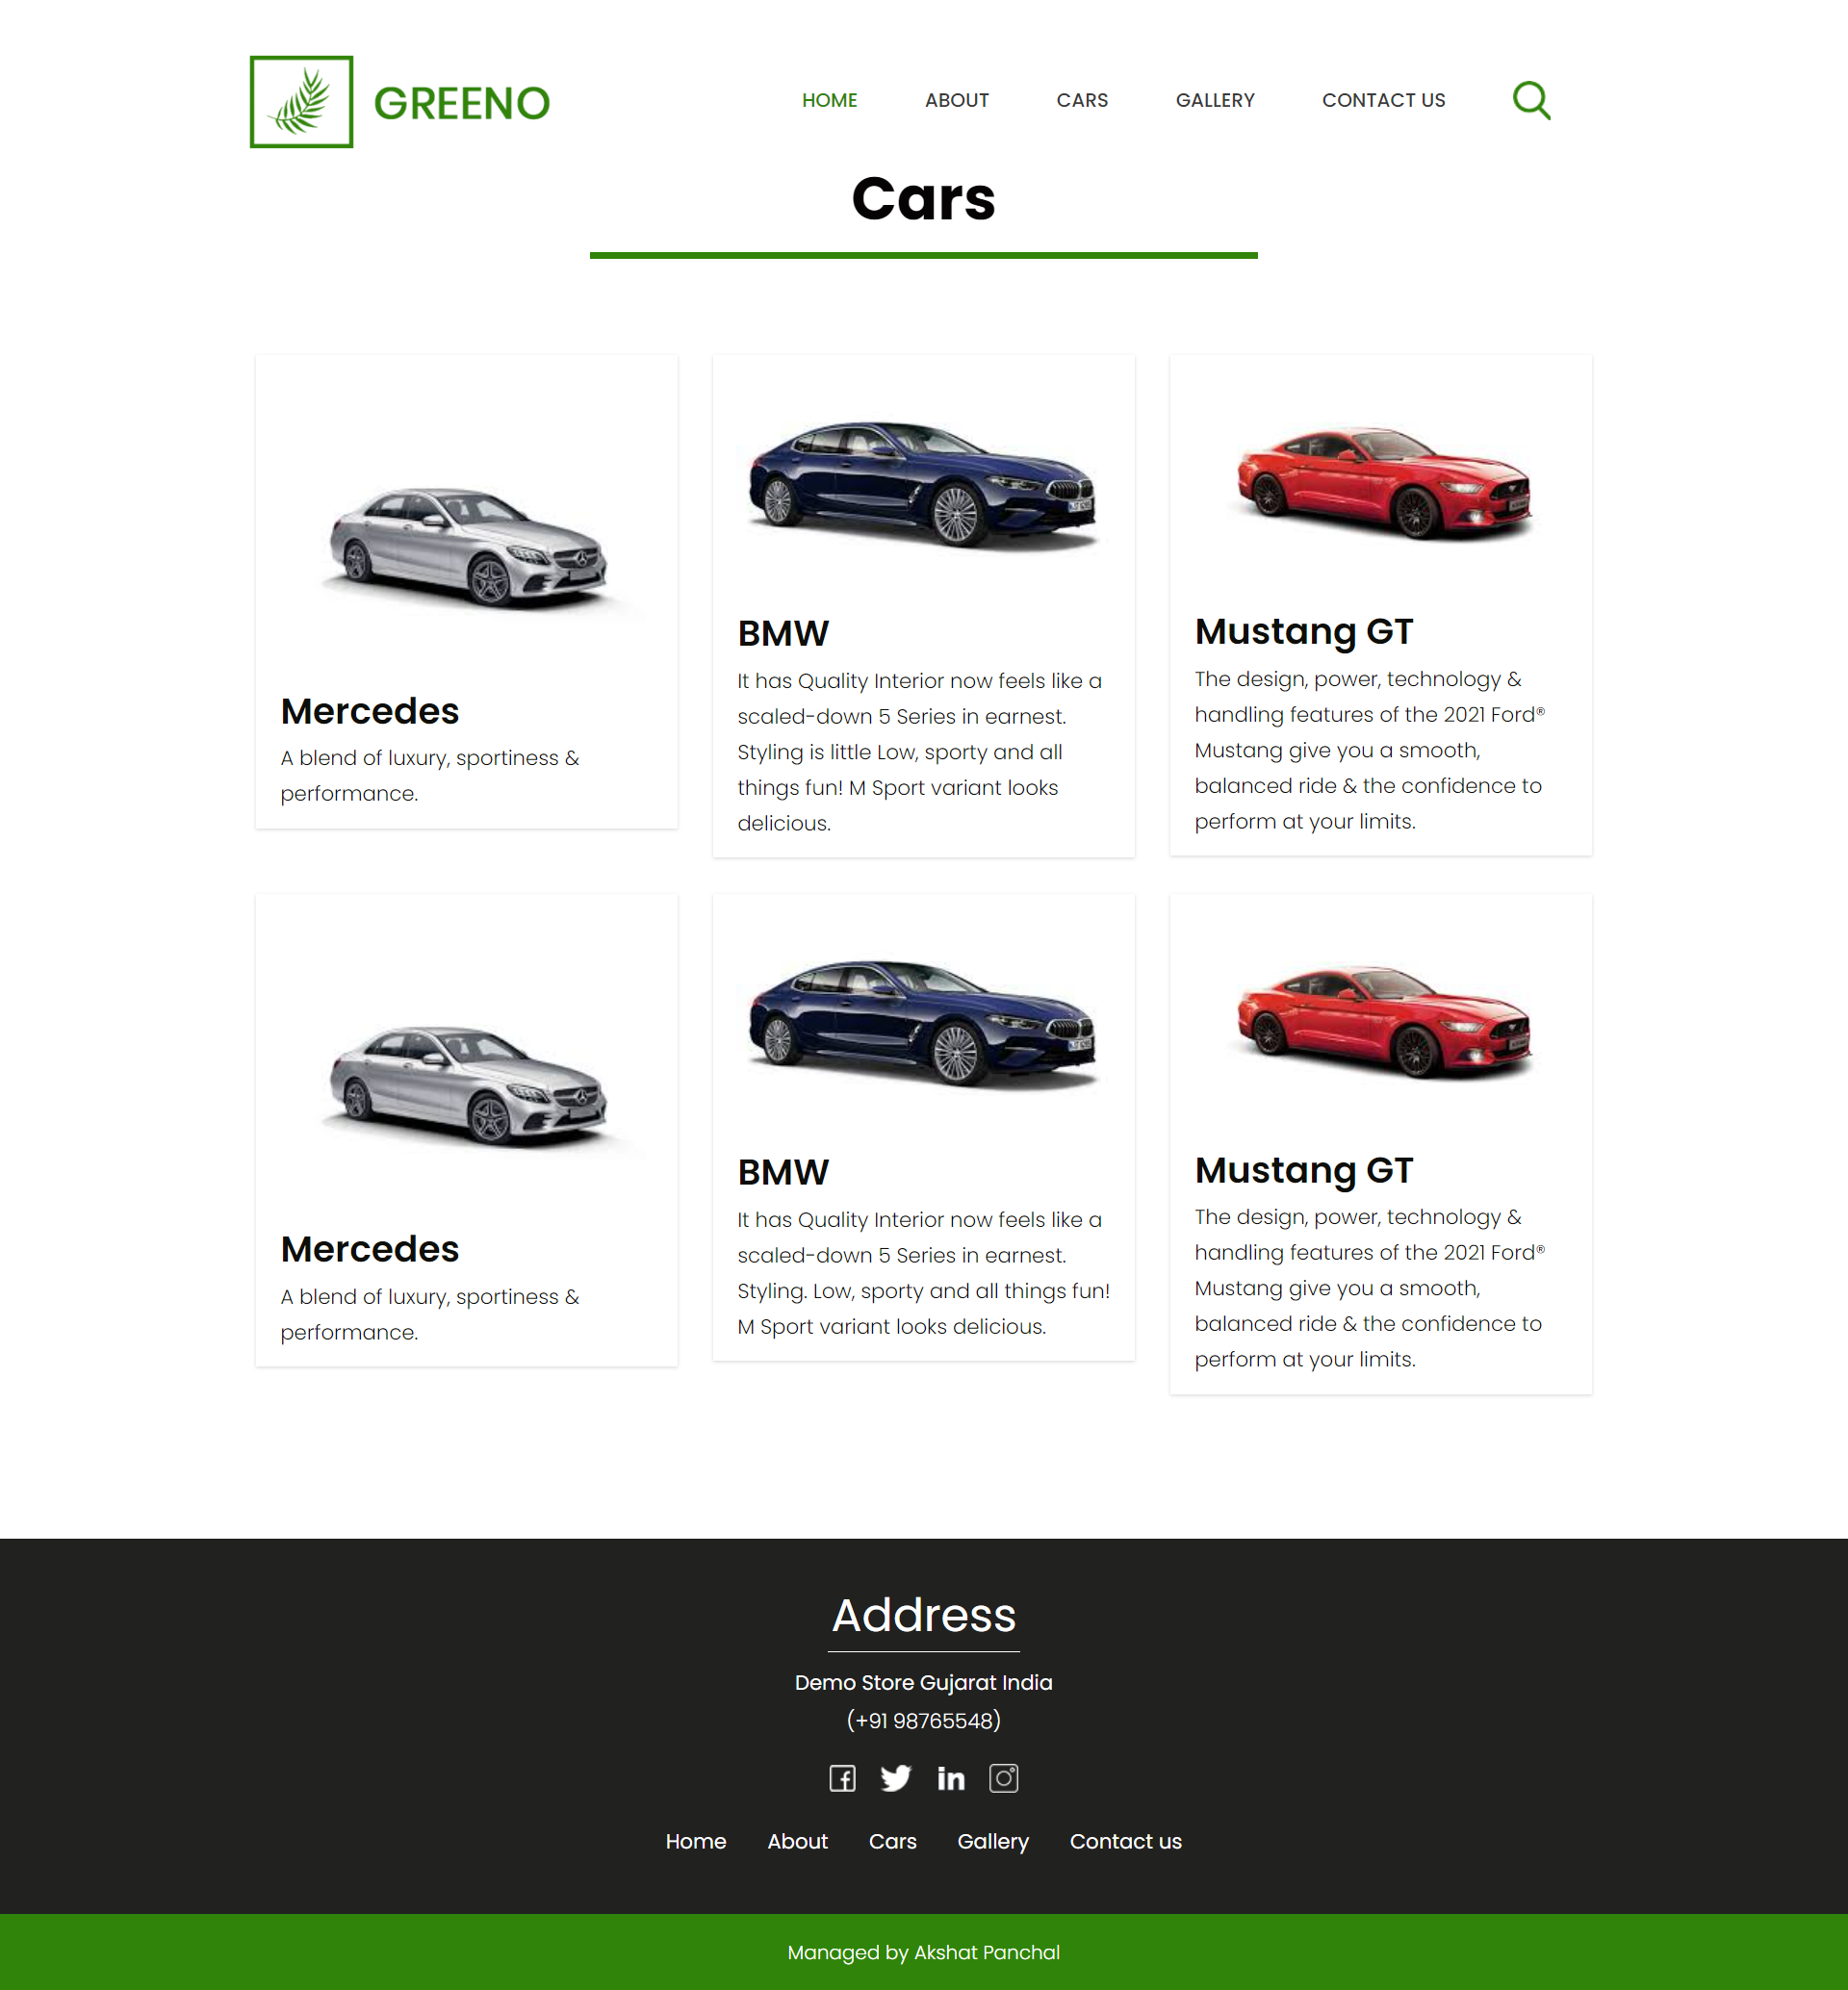 GREENO
HOME ABOUT CARS GALLERY CONTACT US
Cars
Mercedes
A blend of luxury, sportiness &
performance.
BMW
It has Quality Interior now feels like a
scaled-down 5 Series in earnest.
Styling is little Low, sporty and all
things fun! M Sport variant looks
delicious.
Mustang GT
The design, power, technology &
handling features of the 2021 Ford®
Mustang give you a smooth,
balanced ride & the confidence to
perform at your limits.
Mercedes
A blend of luxury, sportiness &
performance.
BMW
It has Quality Interior now feels like a
scaled-down 5 Series in earnest.
Styling. Low, sporty and all things fun!
M Sport variant looks delicious.
Mustang GT
The design, power, technology &
handling features of the 2021 Ford®
Mustang give you a smooth,
balanced ride & the confidence to
perform at your limits.
Address
Demo Store Gujarat India
(+91 98765548)
Home About Cars Gallery Contact us
Managed by Akshat Panchal